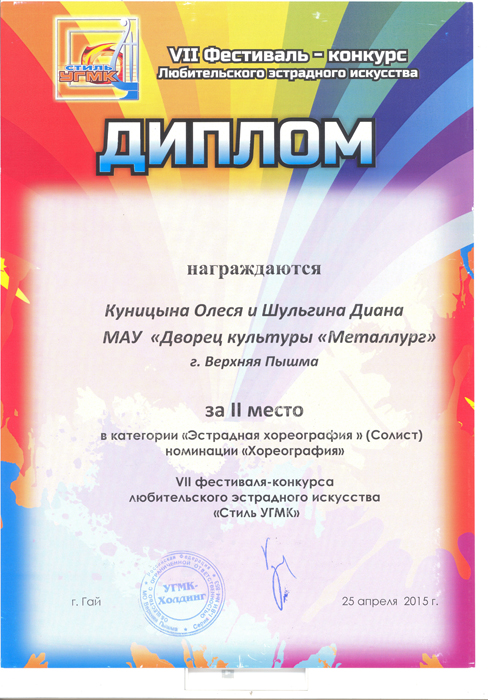 СТИЛЬ
УГМК
VII Фестиваль - конкурс
Любительского эстрадного искусства
ДИПЛОМ
награждаются
Куницына Олеся и Шульгина Диана
МАУ «Дворец культуры «Металлург»
г. Верхняя Пышма
за II место
в категории «Эстрадная хореография » (Солист)
номинации «Хореография»
VII фестиваля-конкурса
любительского эстрадного искусства
«Стиль УГМК»
УГМК-
Холдинг
г. Гай
25 апреля 2015 г.